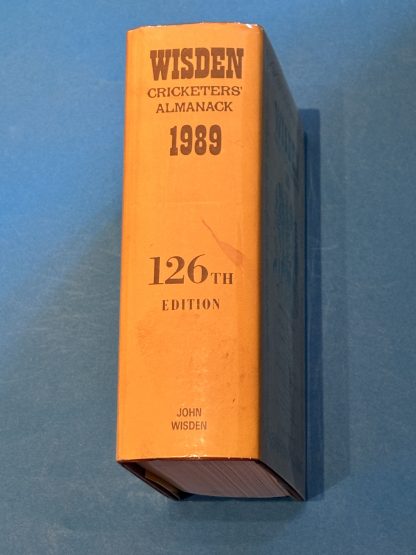 WISDEN
CRICKETERS'
ALMANACK
1989
126TH
EDITION
JOHN
WISDEN